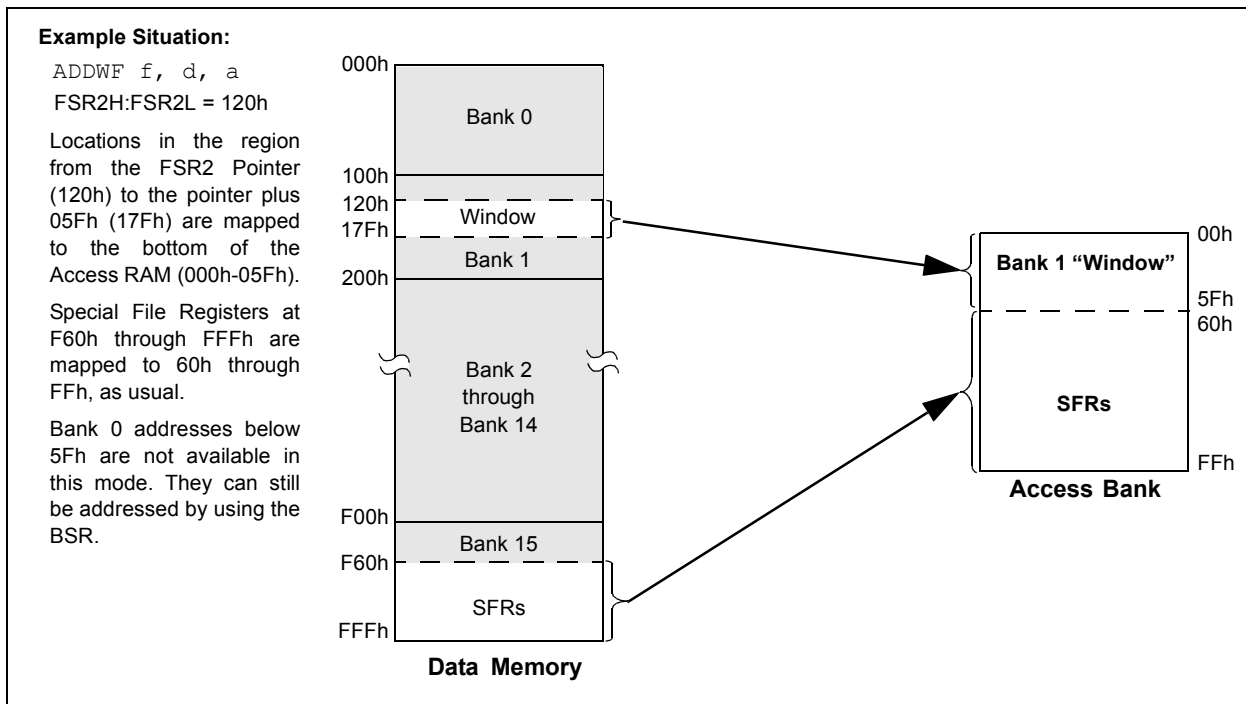 Example Situation:
ADDWF f, d, a
FSR2H:FSR2L = 120h
Locations in the region
from the FSR2 Pointer
(120h) to the pointer plus
05Fh (17Fh) are mapped
to the bottom of the
Access RAM (000h-05Fh).
Special File Registers at
F60h through FFFh are
mapped to 60h through
FFh, as usual.
Bank 0 addresses below
5Fh are not available in
this mode. They can still
be addressed by using the
BSR.
000h
Bank 0
100h
120h
Window
17Fh
Bank 1
200h
Bank 2
through
Bank 14
F00h
Bank 15
F60h
SFRs
FFFh
Data Memory
00h
Bank 1 “Window”
5Fh
60h
SFRs
FFh
Access Bank